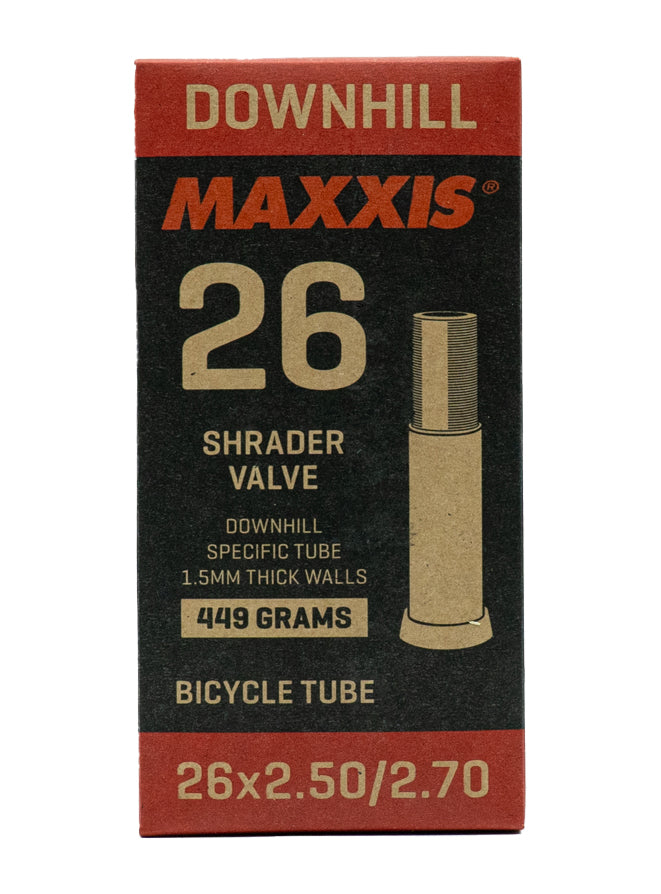 DOWNHILL
MAXXIS®
26
SHRADER
VALVE
DOWNHILL
SPECIFIC TUBE
1.5MM THICK WALLS
449 GRAMS
BICYCLE TUBE
26x2.50/2.70